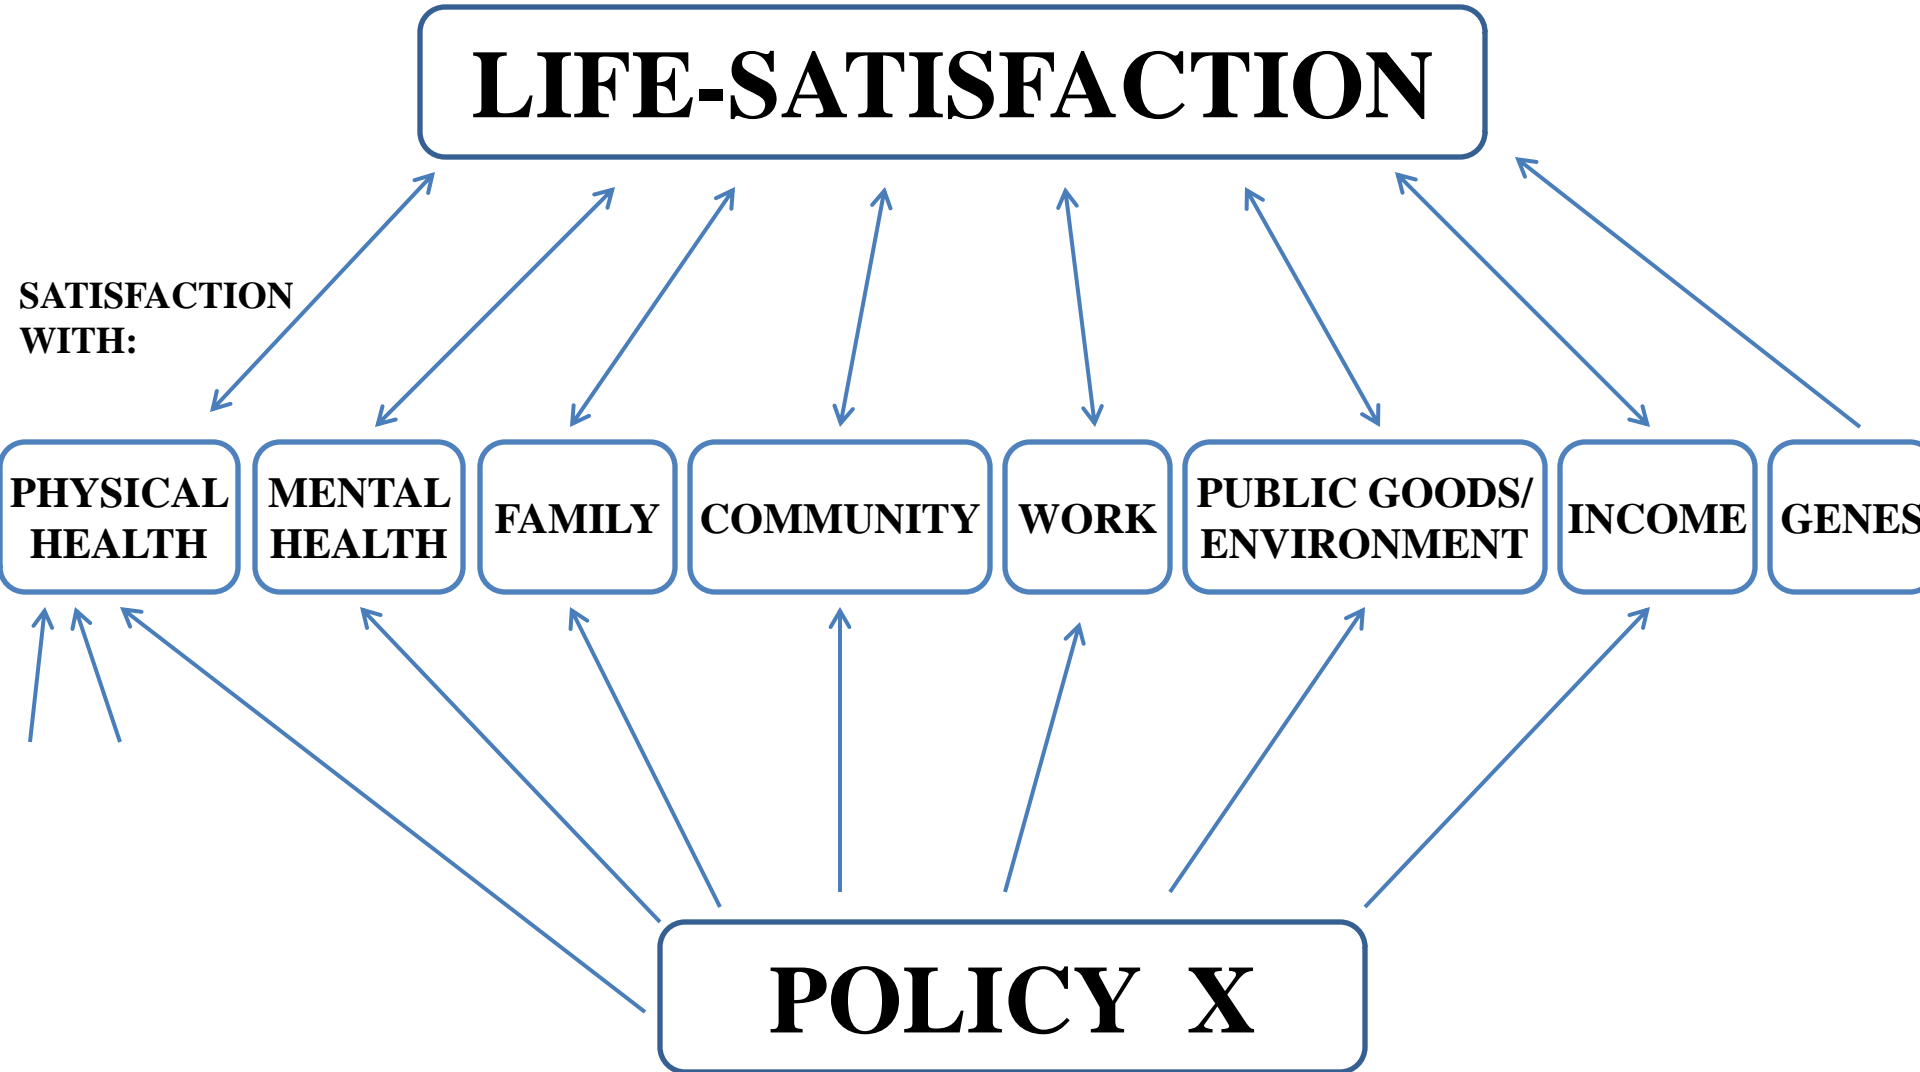 LIFE-SATISFACTION
SATISFACTION
WITH:
PHYSICAL
HEALTH
MENTAL
HEALTH
FAMILY
COMMUNITY
WORK
PUBLIC GOODS/
ENVIRONMENT
INCOME
GENES
POLICY X